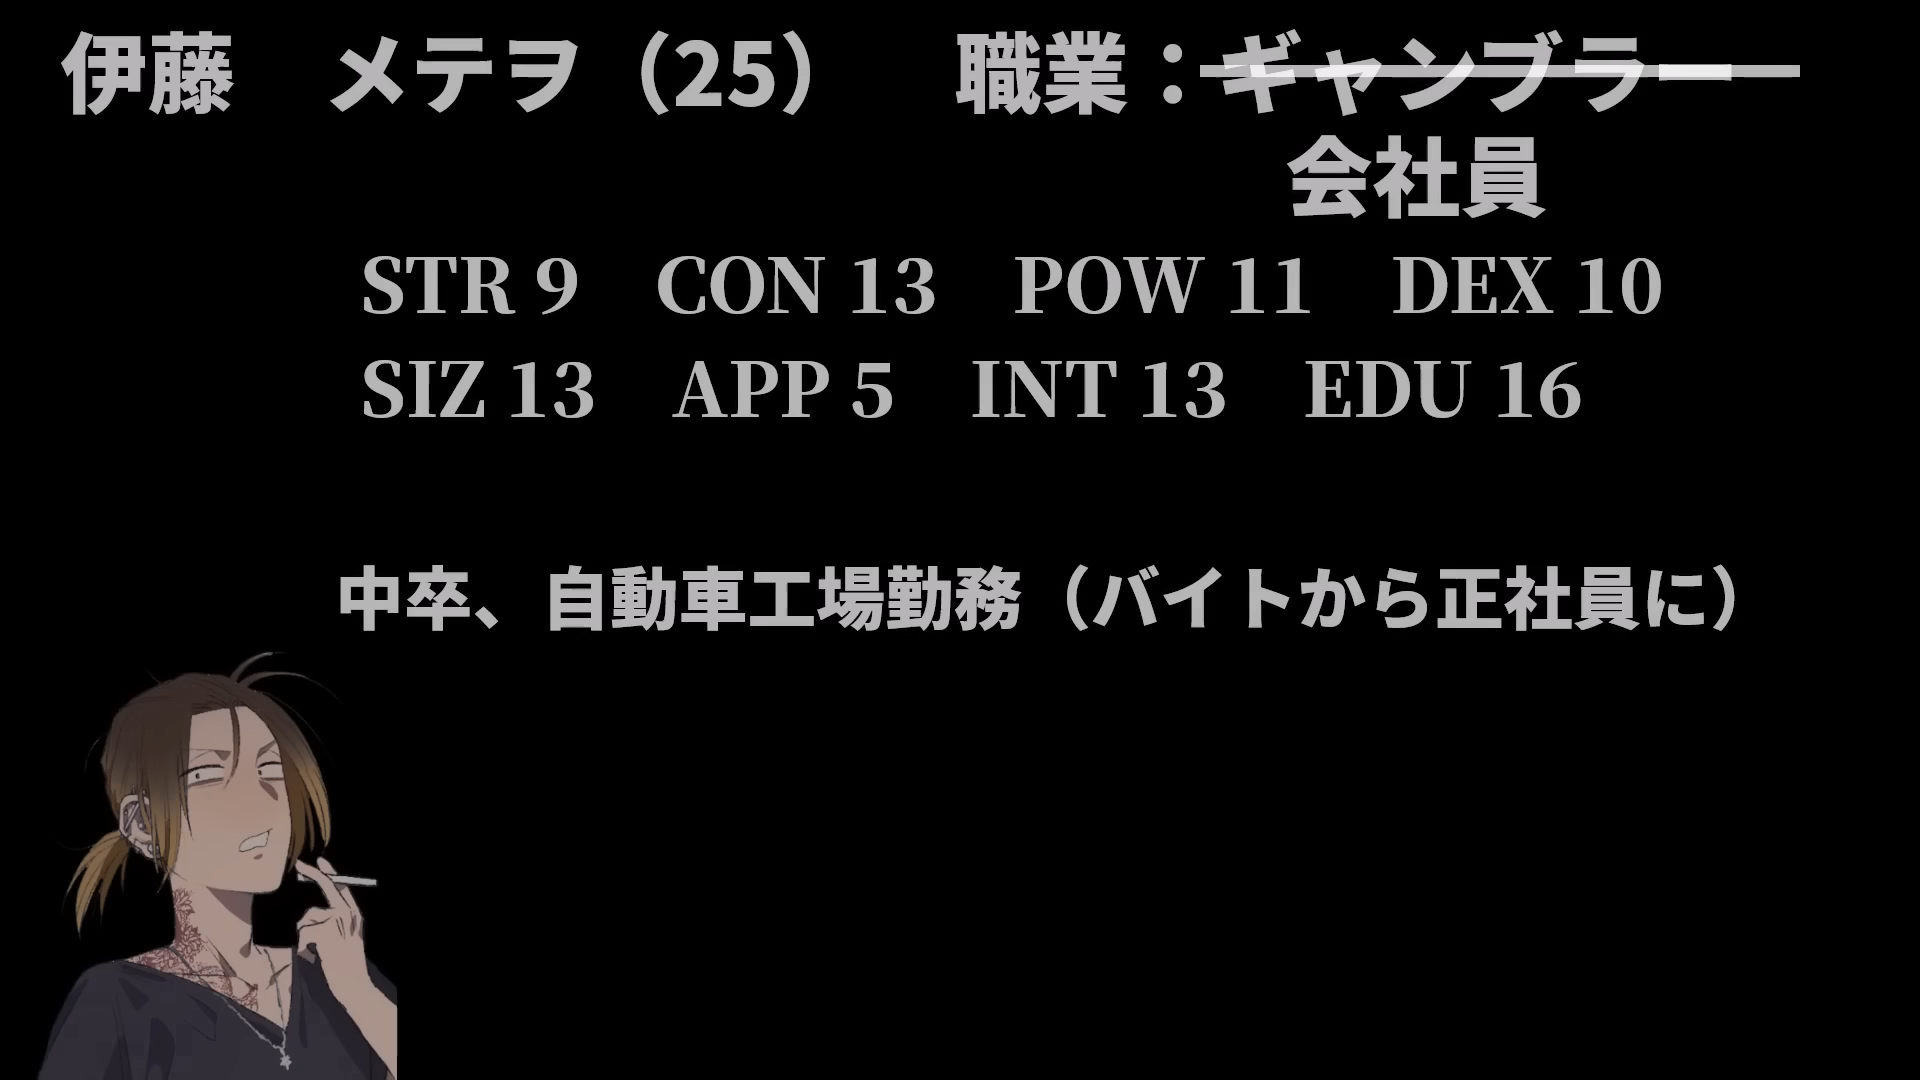 伊藤　メテヲ（25）　職業：ギャンブラー
会社員
STR 9　CON 13　POW 11　DEX 10
SIZ 13　APP 5　INT 13　EDU 16
中卒、自動車工場勤務（バイトから正社員に）